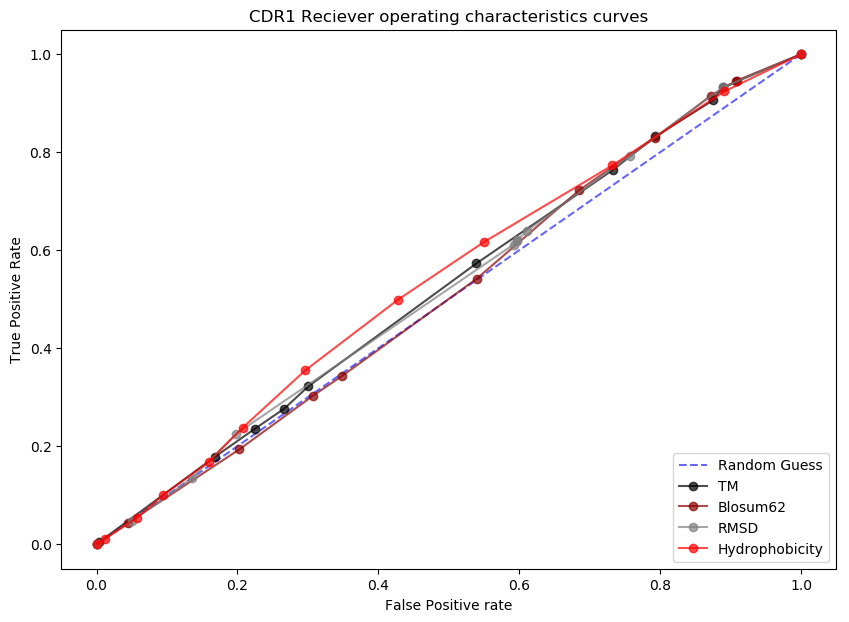 CDR1 Reciever operating characteristics curves
True Positive Rate
1.0
0.8
0.6
0.4
0.2
0.0
0.0 0.2 0.4 0.6 0.8 1.0
False Positive rate
Random Guess
TM
Blosum62
RMSD
Hydrophobicity